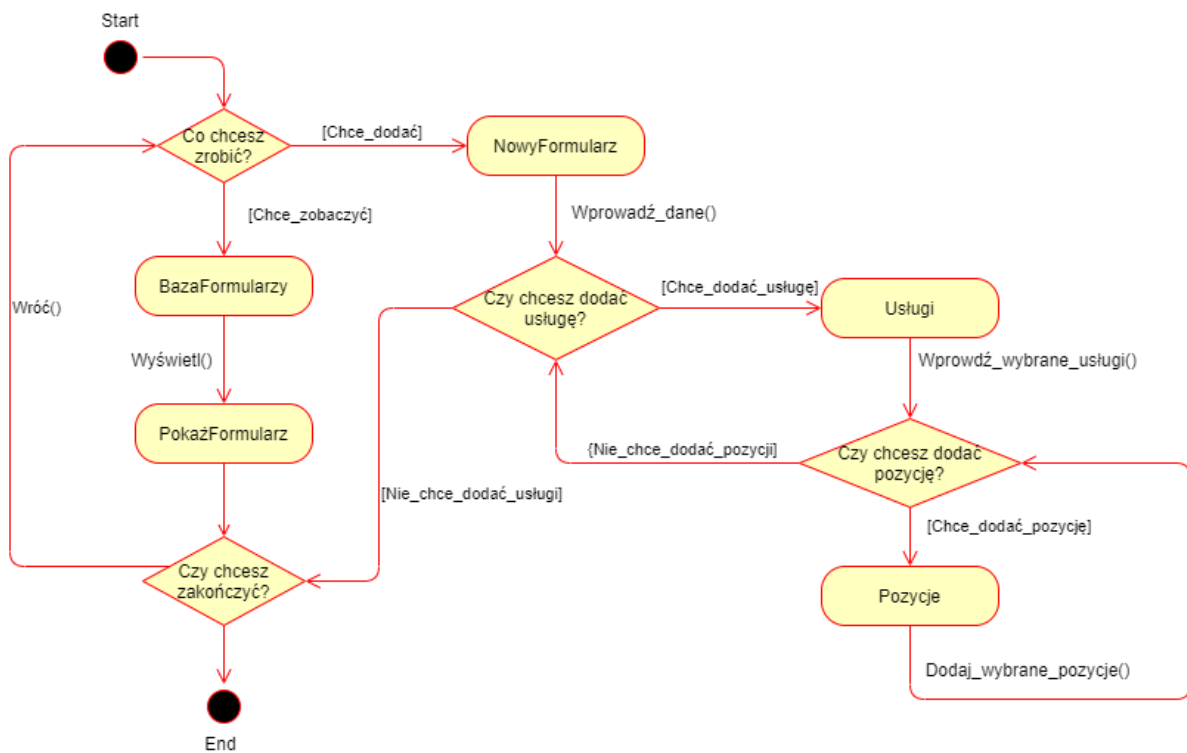 Start
Co chcesz
zrobić?
[Chce_dodać]
NowyFormularz
[Chce_zobaczyć]
Wprowadź_dane()
BazaFormularzy
Wróć()
Czy chcesz dodać
usługę?
[Chce_dodać_usługę]
Usługi
Wyświetl()
Wprowdź_wybrane_usługi()
PokażFormularz
{Nie_chce_dodać_pozycji]
Czy chcesz dodać
pozycję?
[Nie_chce_dodać_usługi]
[Chce_dodać_pozycję]
Czy chcesz
zakończyć?
Pozycje
Dodaj_wybrane_pozycje()
End